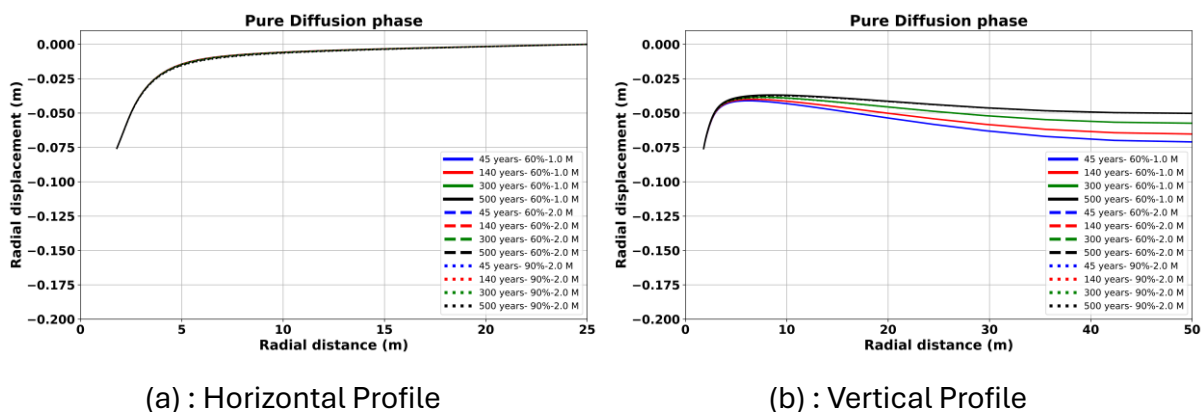 Pure Diffusion phase
Radial displacement (m)
0.000
−0.025
−0.050
−0.075
−0.100
−0.125
−0.150
−0.175
−0.200
0 5 10 15 20 25
Radial distance (m)
45 years- 60%-1.0 M
140 years- 60%-1.0 M
300 years- 60%-1.0 M
500 years- 60%-1.0 M
45 years- 60%-2.0 M
140 years- 60%-2.0 M
300 years- 60%-2.0 M
500 years- 60%-2.0 M
45 years- 90%-2.0 M
140 years- 90%-2.0 M
300 years- 90%-2.0 M
500 years- 90%-2.0 M
(a) : Horizontal Profile
Pure Diffusion phase
Radial displacement (m)
0.000
−0.025
−0.050
−0.075
−0.100
−0.125
−0.150
−0.175
−0.200
0 10 20 30 40 50
Radial distance (m)
45 years- 60%-1.0 M
140 years- 60%-1.0 M
300 years- 60%-1.0 M
500 years- 60%-1.0 M
45 years- 60%-2.0 M
140 years- 60%-2.0 M
300 years- 60%-2.0 M
500 years- 60%-2.0 M
45 years- 90%-2.0 M
140 years- 90%-2.0 M
300 years- 90%-2.0 M
500 years- 90%-2.0 M
(b) : Vertical Profile